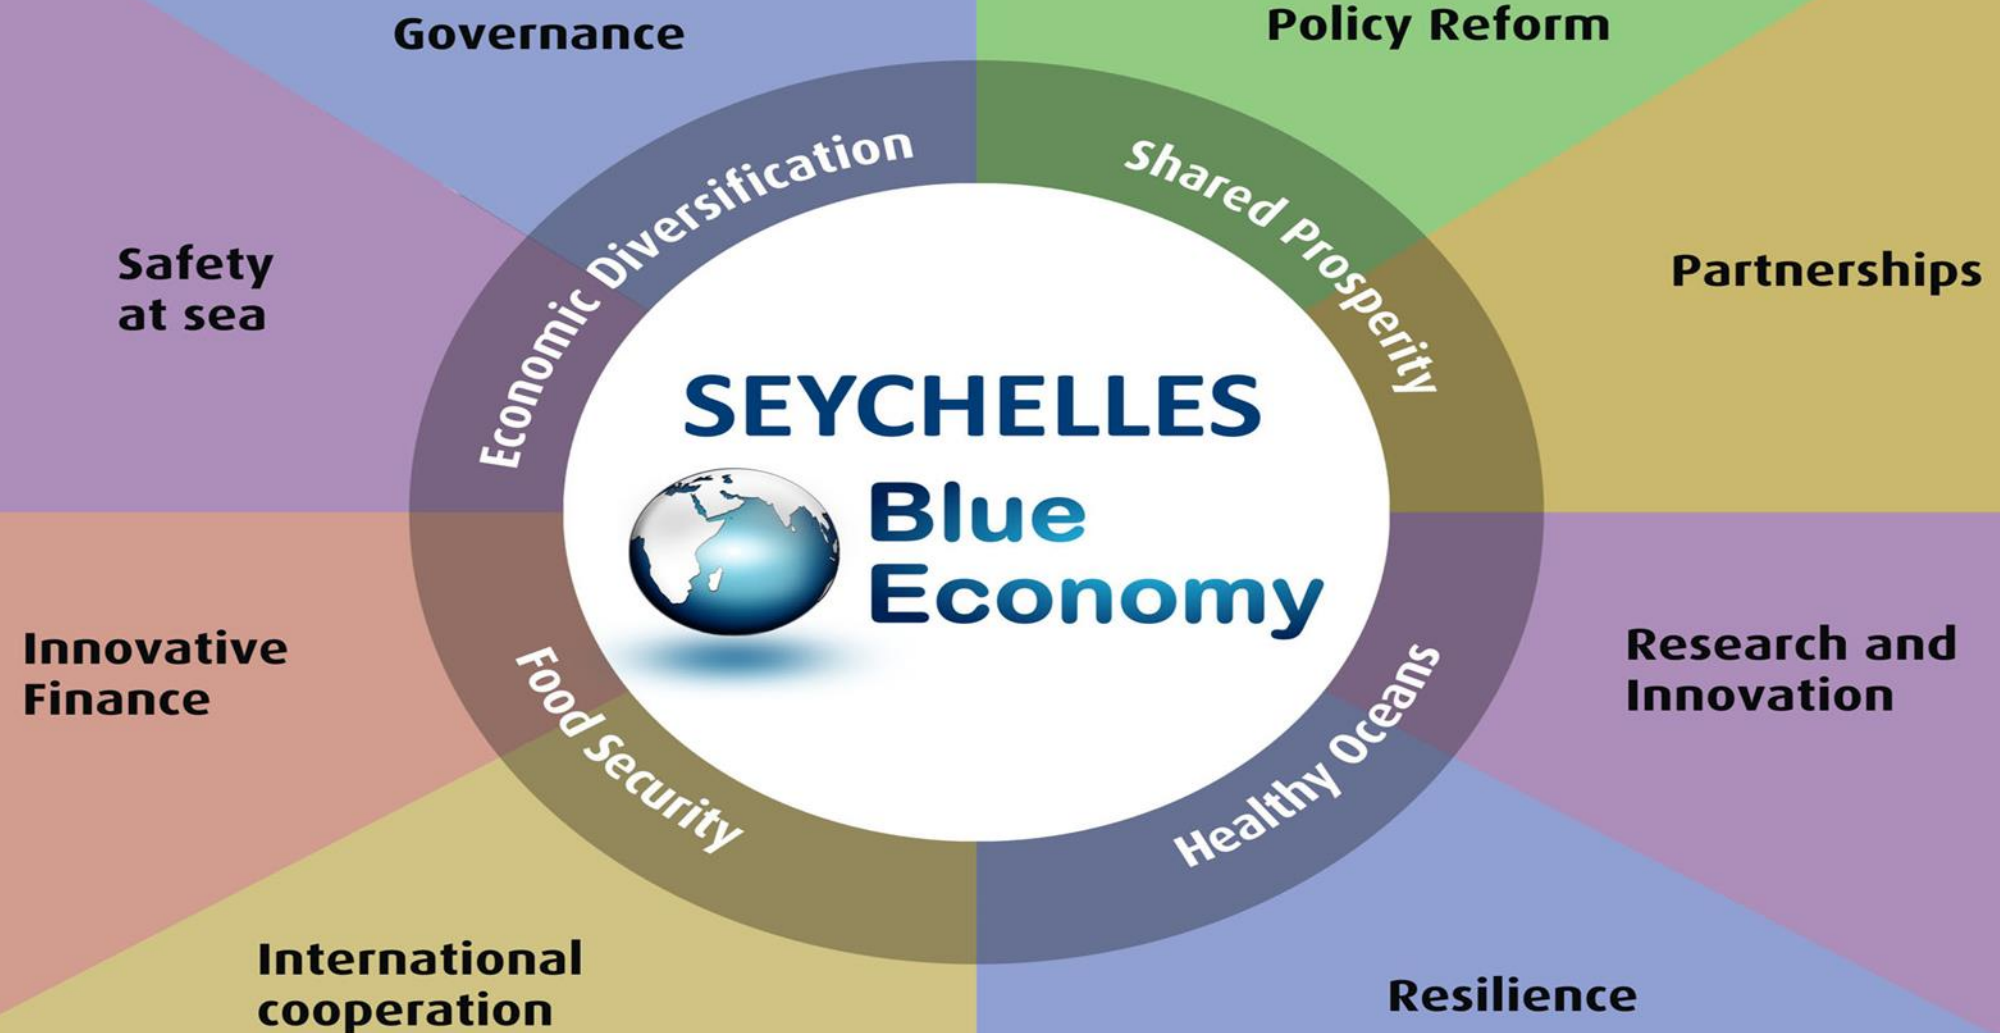 Governance
Policy Reform
Economic Diversification
Shared Prosperity
Safety
at sea
Partnerships
SEYCHELLES
Blue
Economy
Innovative
Finance
Research and
Innovation
Food Security
Healthy Oceans
International
cooperation
Resilience